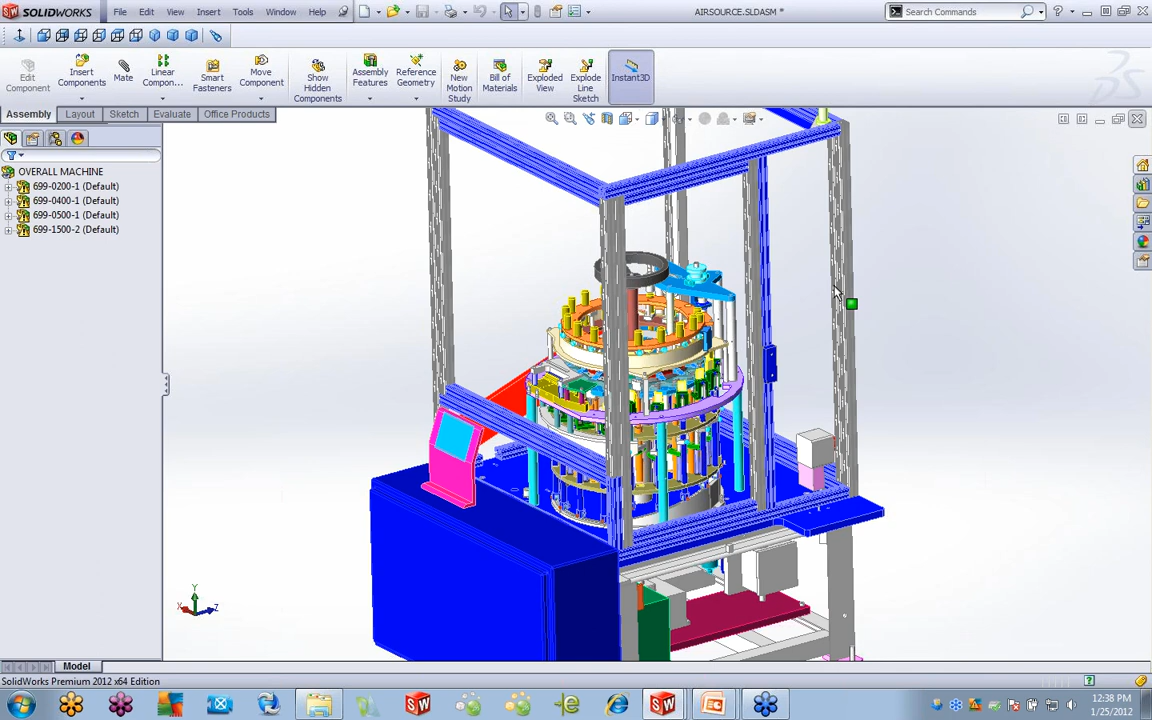 SOLIDWORKS File Edit View Insert Tools Window Help AIRSOURCE.SLDASM * Search Commands
Edit Component
Insert Components
Mate
Linear Compon...
Smart Fasteners
Move Component
Show Hidden Components
Assembly Features
Reference Geometry
New Motion Study
Bill of Materials
Exploded View
Explode Line Sketch
Instant3D
Assembly Layout Sketch Evaluate Office Products
OVERALL MACHINE
699-0200-1 (Default)
699-0400-1 (Default)
699-0500-1 (Default)
699-1500-2 (Default)
Y
X Z
Model
SolidWorks Premium 2012 x64 Edition
12:38 PM
1/25/2012